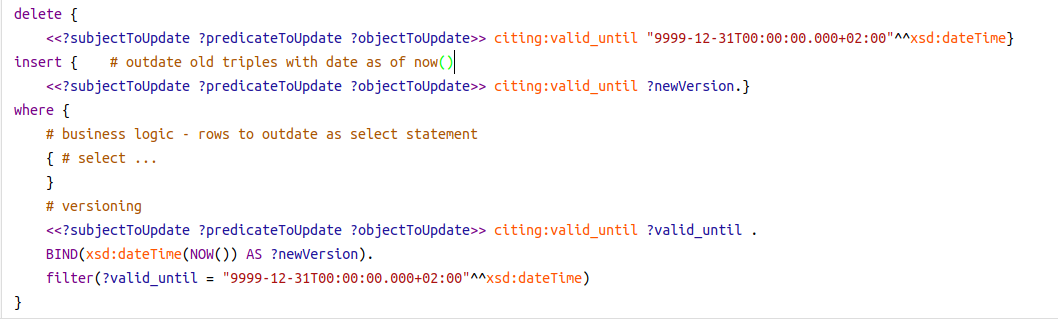 delete {
    <<?subjectToUpdate ?predicateToUpdate ?objectToUpdate>> citing:valid_until "9999-12-31T00:00:00.000+02:00"^^xsd:dateTime}
insert {    # outdate old triples with date as of now()
    <<?subjectToUpdate ?predicateToUpdate ?objectToUpdate>> citing:valid_until ?newVersion.}
where {
    # business logic - rows to outdate as select statement
    { # select ...
    }
    # versioning
    <<?subjectToUpdate ?predicateToUpdate ?objectToUpdate>> citing:valid_until ?valid_until .
    BIND(xsd:dateTime(NOW()) AS ?newVersion).
    filter(?valid_until = "9999-12-31T00:00:00.000+02:00"^^xsd:dateTime)
}